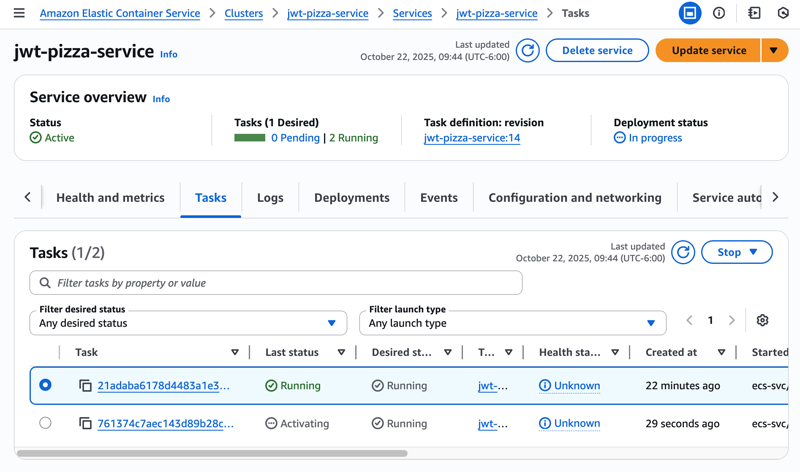 Amazon Elastic Container Service > Clusters > jwt-pizza-service > Services > jwt-pizza-service > Tasks
jwt-pizza-service Info
Last updated
October 22, 2025, 09:44 (UTC-6:00)
Delete service
Update service
Service overview Info
Status
Active
Tasks (1 Desired)
0 Pending | 2 Running
Task definition: revision
jwt-pizza-service:14
Deployment status
In progress
Health and metrics
Tasks
Logs
Deployments
Events
Configuration and networking
Service auto
Tasks (1/2)
Last updated
October 22, 2025, 09:44 (UTC-6:00)
Stop
Filter tasks by property or value
Filter desired status
Any desired status
Filter launch type
Any launch type
1
Task Last status Desired st... T... Health sta... Created at Started
21adaba6178d4483a1e3... Running Running jwt-... Unknown 22 minutes ago ecs-svc/
761374c7aec143d89b28c... Activating Running jwt-... Unknown 29 seconds ago ecs-svc/